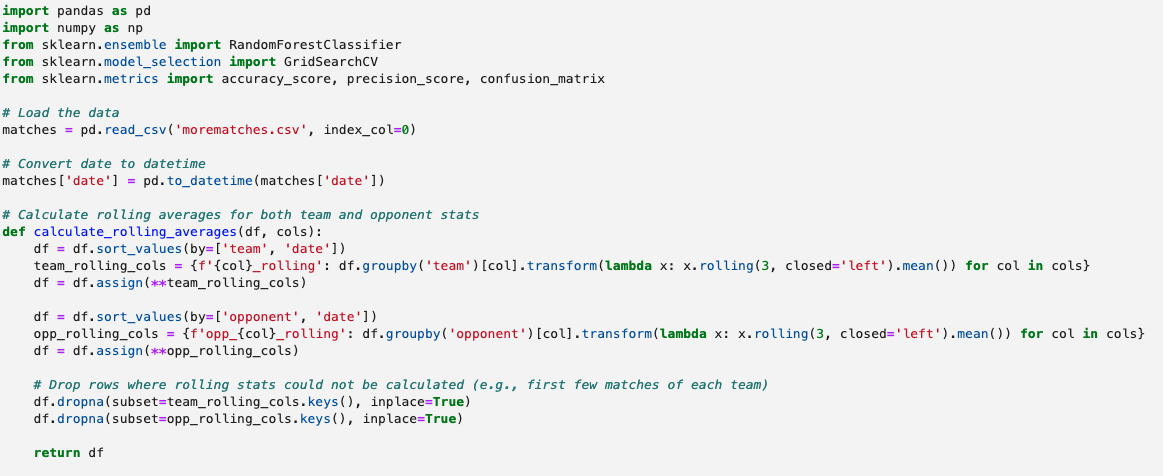 import pandas as pd
import numpy as np
from sklearn.ensemble import RandomForestClassifier
from sklearn.model_selection import GridSearchCV
from sklearn.metrics import accuracy_score, precision_score, confusion_matrix

# Load the data
matches = pd.read_csv('morematches.csv', index_col=0)

# Convert date to datetime
matches['date'] = pd.to_datetime(matches['date'])

# Calculate rolling averages for both team and opponent stats
def calculate_rolling_averages(df, cols):
    df = df.sort_values(by=['team', 'date'])
    team_rolling_cols = {f'{col}_rolling': df.groupby('team')[col].transform(lambda x: x.rolling(3, closed='left').mean()) for col in cols}
    df = df.assign(**team_rolling_cols)

    df = df.sort_values(by=['opponent', 'date'])
    opp_rolling_cols = {f'opp_{col}_rolling': df.groupby('opponent')[col].transform(lambda x: x.rolling(3, closed='left').mean()) for col in cols}
    df = df.assign(**opp_rolling_cols)

    # Drop rows where rolling stats could not be calculated (e.g., first few matches of each team)
    df.dropna(subset=team_rolling_cols.keys(), inplace=True)
    df.dropna(subset=opp_rolling_cols.keys(), inplace=True)

    return df